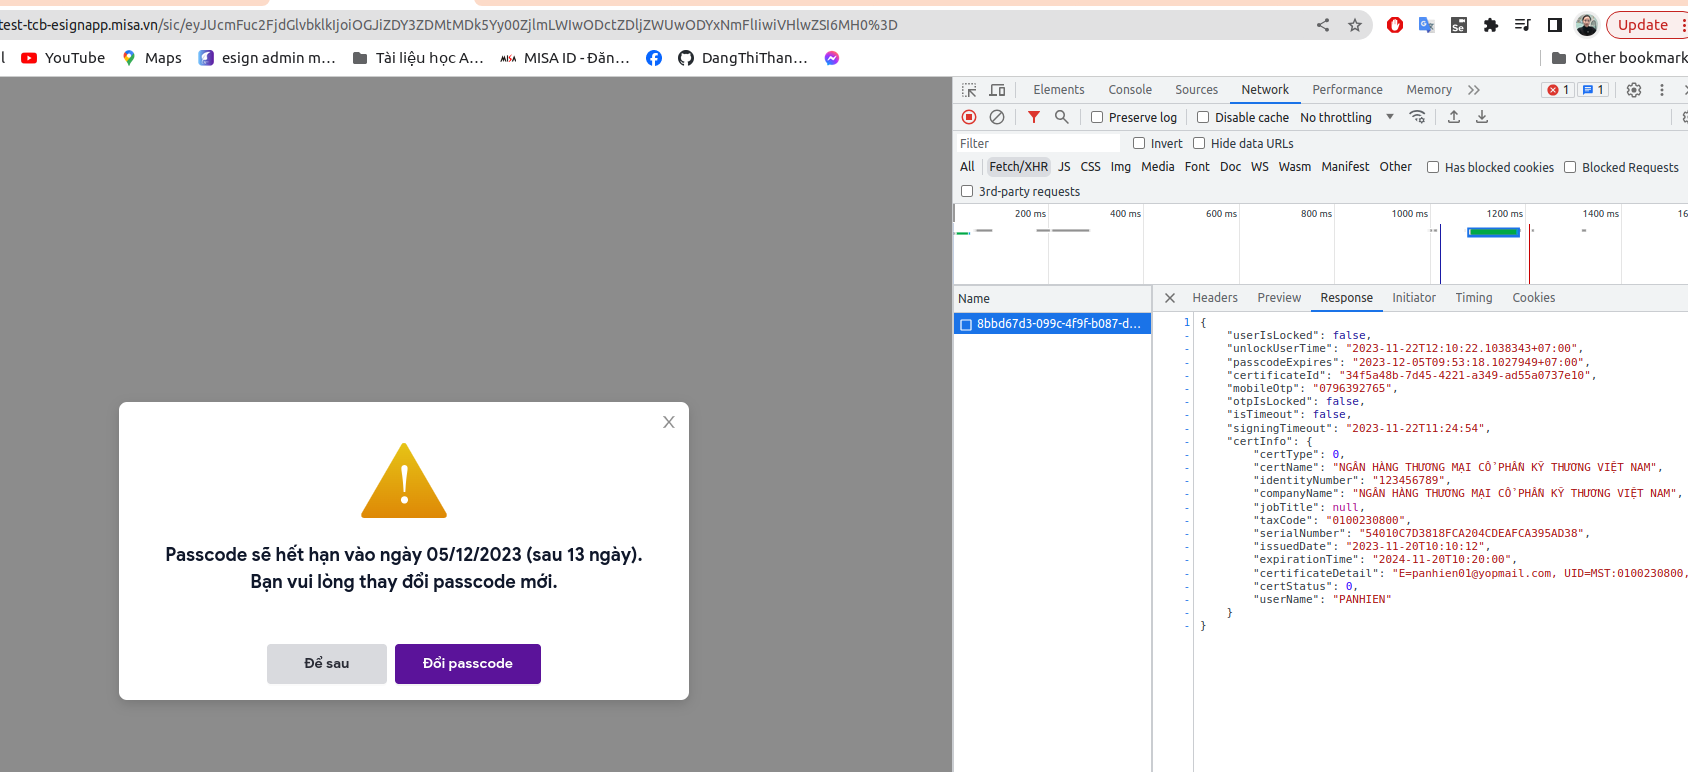 test-tcb-esignapp.misa.vn/sic/eyJUcmFuc2FjdGlvbklkIjoiOGJiZDY3ZDMtMDk5Yy00ZjlmLWIwODctZDljZWUwODYxNmFlIiwiVHlwZSI6MH0%3D
Update
YouTube Maps esign admin m... Tài liệu học A... MISA ID - Đăn... DangThiThan... Other bookmark
Elements Console Sources Network Performance Memory 1 1
Preserve log Disable cache No throttling
Filter Invert Hide data URLs
All Fetch/XHR JS CSS Img Media Font Doc WS Wasm Manifest Other Has blocked cookies Blocked Requests
3rd-party requests
200 ms 400 ms 600 ms 800 ms 1000 ms 1200 ms 1400 ms 16
Name Headers Preview Response Initiator Timing Cookies
8bbd67d3-099c-4f9f-b087-d...
1 {
- "userIsLocked": false,
- "unlockUserTime": "2023-11-22T12:10:22.1038343+07:00",
- "passcodeExpires": "2023-12-05T09:53:18.1027949+07:00",
- "certificateId": "34f5a48b-7d45-4221-a349-ad55a0737e10",
- "mobileOtp": "0796392765",
- "otpIsLocked": false,
- "isTimeout": false,
- "signingTimeout": "2023-11-22T11:24:54",
- "certInfo": {
- "certType": 0,
- "certName": "NGÂN HÀNG THƯƠNG MẠI CỔ PHẦN KỸ THƯƠNG VIỆT NAM",
- "identityNumber": "123456789",
- "companyName": "NGÂN HÀNG THƯƠNG MẠI CỔ PHẦN KỸ THƯƠNG VIỆT NAM",
- "jobTitle": null,
- "taxCode": "0100230800",
- "serialNumber": "54010C7D3818FCA204CDEAFCA395AD38",
- "issuedDate": "2023-11-20T10:10:12",
- "expirationTime": "2024-11-20T10:20:00",
- "certificateDetail": "E=panhien01@yopmail.com, UID=MST:0100230800,
- "certStatus": 0,
- "userName": "PANHIEN"
- }
- }
X
Passcode sẽ hết hạn vào ngày 05/12/2023 (sau 13 ngày).
Bạn vui lòng thay đổi passcode mới.
Để sau Đổi passcode